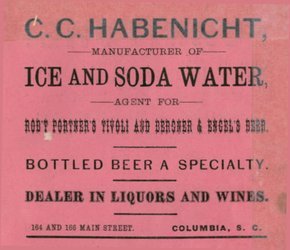 C. C. HABENICHT,
MANUFACTURER OF
ICE AND SODA WATER,
AGENT FOR
ROB'T PORTNER'S TIVOLI AND BERGNER & ENGEL'S BEER.
BOTTLED BEER A SPECIALTY.
DEALER IN LIQUORS AND WINES.
164 AND 166 MAIN STREET. COLUMBIA, S. C.